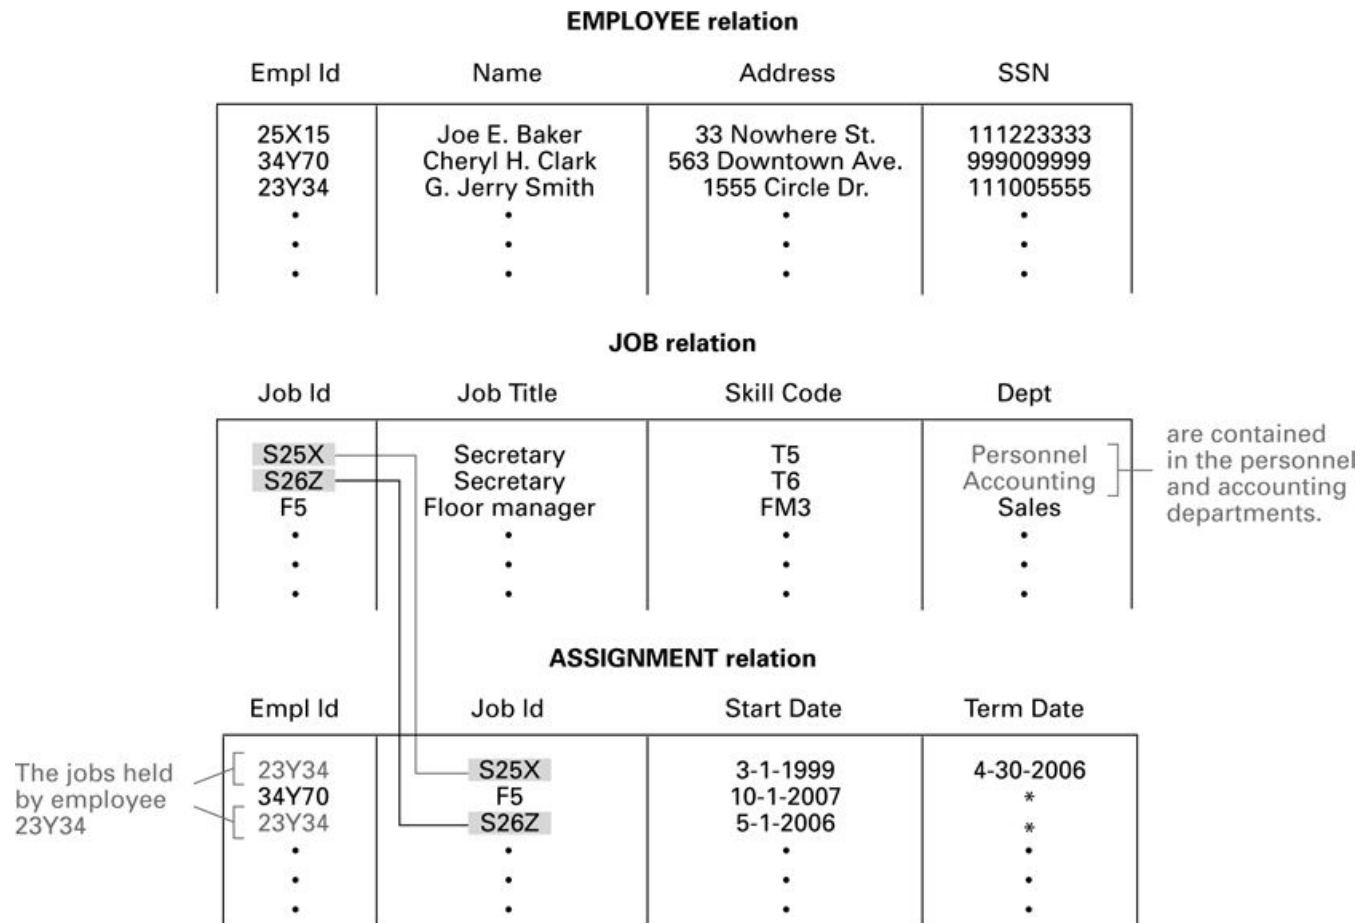 EMPLOYEE relation
Empl Id Name Address SSN
25X15 Joe E. Baker 33 Nowhere St. 111223333
34Y70 Cheryl H. Clark 563 Downtown Ave. 999009999
23Y34 G. Jerry Smith 1555 Circle Dr. 111005555
• • • •
• • • •
• • • •
JOB relation
Job Id Job Title Skill Code Dept
S25X Secretary T5 Personnel
S26Z Secretary T6 Accounting
F5 Floor manager FM3 Sales
• • • •
• • • •
• • • •
are contained
in the personnel
and accounting
departments.
ASSIGNMENT relation
Empl Id Job Id Start Date Term Date
23Y34 S25X 3-1-1999 4-30-2006
34Y70 F5 10-1-2007 *
23Y34 S26Z 5-1-2006 *
• • • •
• • • •
• • • •
The jobs held
by employee
23Y34